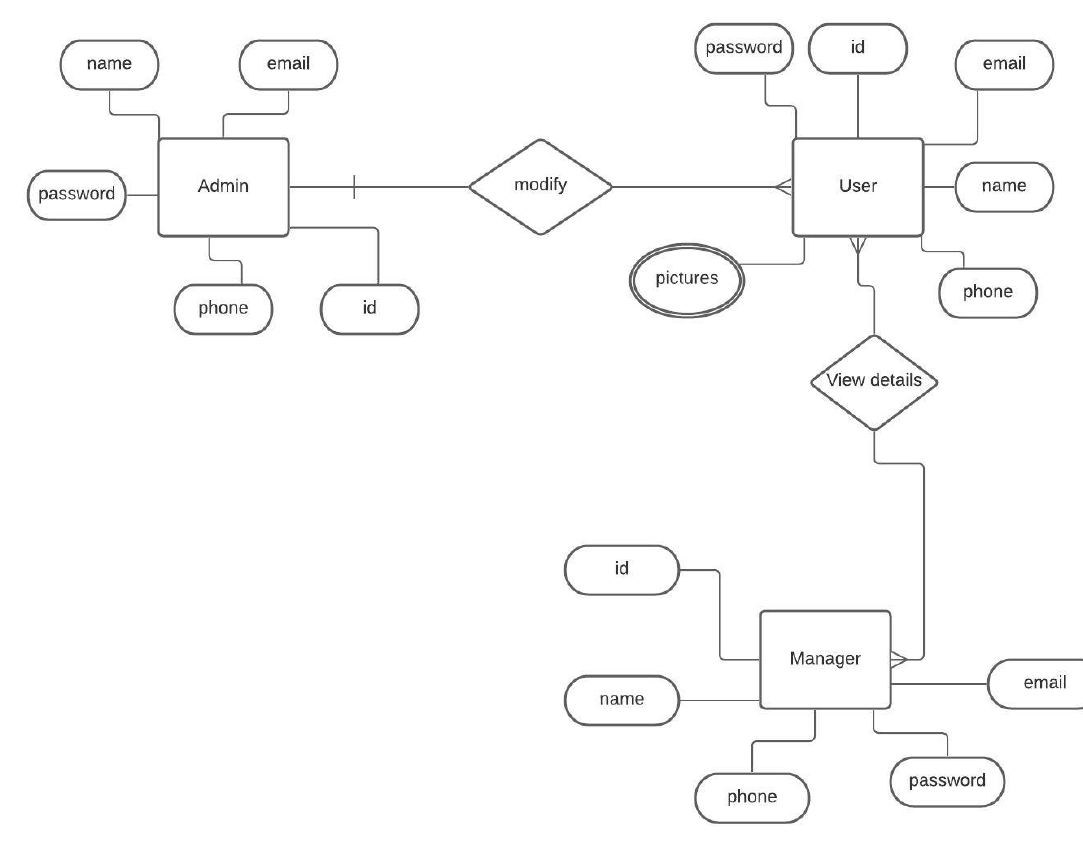 password
id
name
email
email
password
Admin
modify
User
name
pictures
phone
phone
id
View details
id
Manager
name
email
phone
password